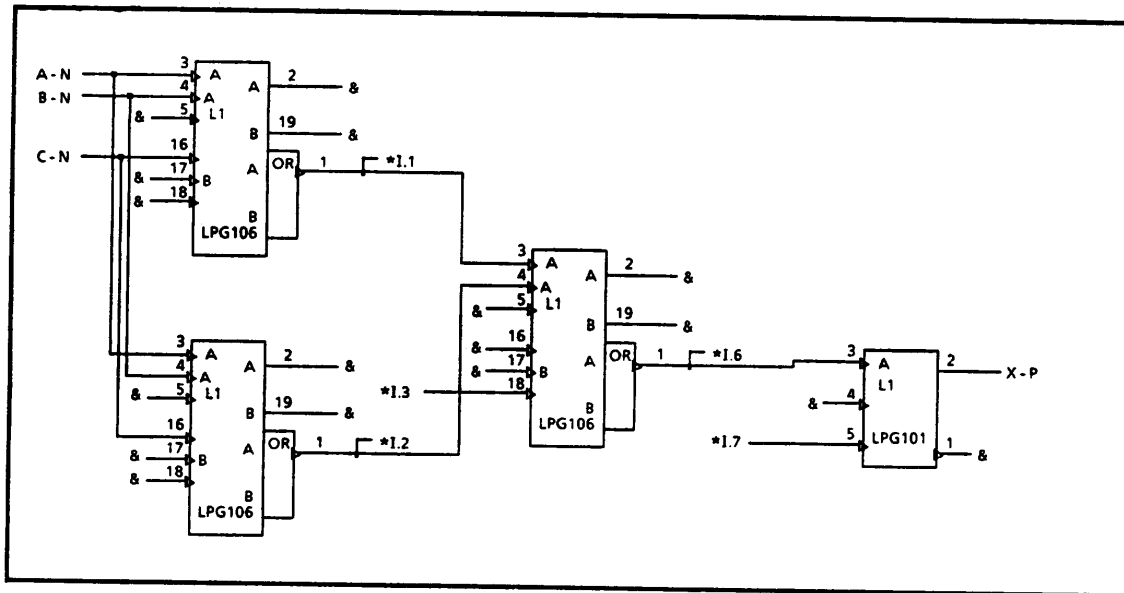 A-N 3 A A 2 &
B-N 4 A
& 5 L1 B 19 &
C-N 16 OR 1 *I.1
& 17 B A
& 18 B
LPG106
3 A A 2 &
4 A
& 5 L1 B 19 &
16 OR 1 *I.2
& 17 B A
& 18 B
LPG106
3 A A 2 &
4 A
& 5 L1 B 19 &
& 16 OR 1 *I.6
& 17 B A
*I.3 18 B
LPG106
3 A 2 X-P
& 4 L1
*I.7 5 LPG101 1 &